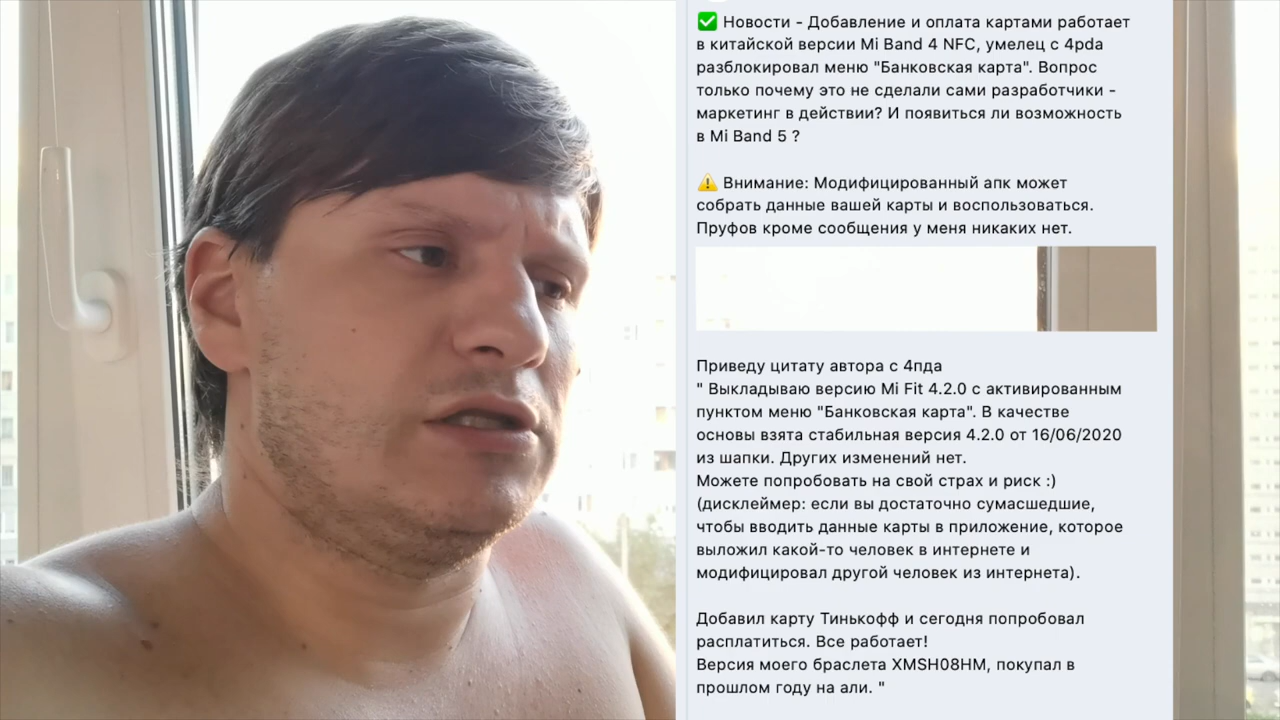 ✅ Новости - Добавление и оплата картами работает
в китайской версии Mi Band 4 NFC, умелец с 4pda
разблокировал меню "Банковская карта". Вопрос
только почему это не сделали сами разработчики -
маркетинг в действии? И появиться ли возможность
в Mi Band 5 ?
⚠️ Внимание: Модифицированный апк может
собрать данные вашей карты и воспользоваться.
Пруфов кроме сообщения у меня никаких нет.
Приведу цитату автора с 4пда
" Выкладываю версию Mi Fit 4.2.0 с активированным
пунктом меню "Банковская карта". В качестве
основы взята стабильная версия 4.2.0 от 16/06/2020
из шапки. Других изменений нет.
Можете попробовать на свой страх и риск :)
(дисклеймер: если вы достаточно сумасшедшие,
чтобы вводить данные карты в приложение, которое
выложил какой-то человек в интернете и
модифицировал другой человек из интернета).
Добавил карту Тинькофф и сегодня попробовал
расплатиться. Все работает!
Версия моего браслета XMSH08HM, покупал в
прошлом году на али. "